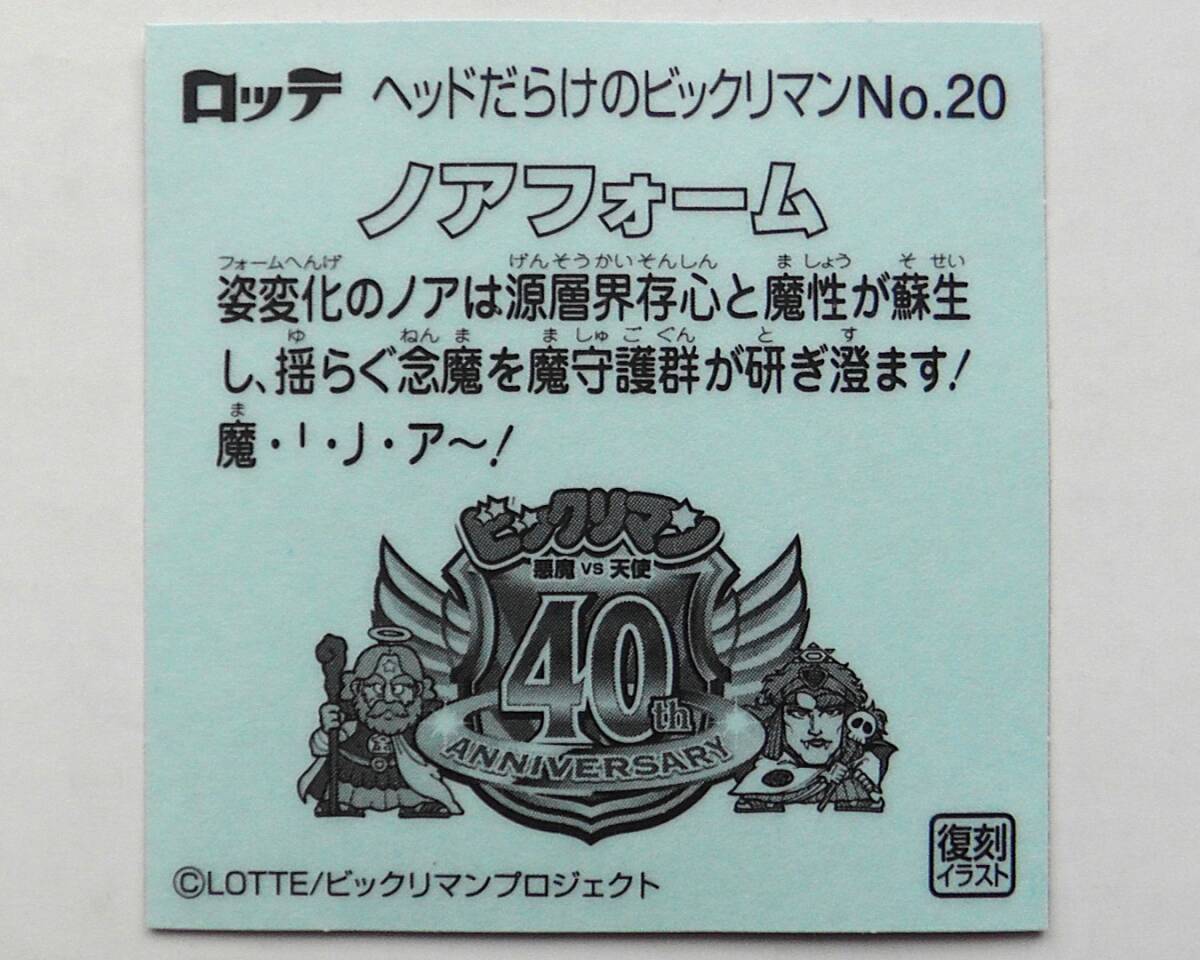 ロッテ ヘッドだらけのビックリマンNo.20
ノアフォーム
フォームへんげ げんそうかいそんしん ましょう そせい
姿変化のノアは源層界存心と魔性が蘇生
ゆ ねんま ましゅごぐん と す
し、揺らぐ念魔を魔守護群が研ぎ澄ます!
ま
魔・I・J・ア〜!
ビックリマン
悪魔 VS 天使
40th
ANNIVERSARY
©LOTTE/ビックリマンプロジェクト
復刻
イラスト